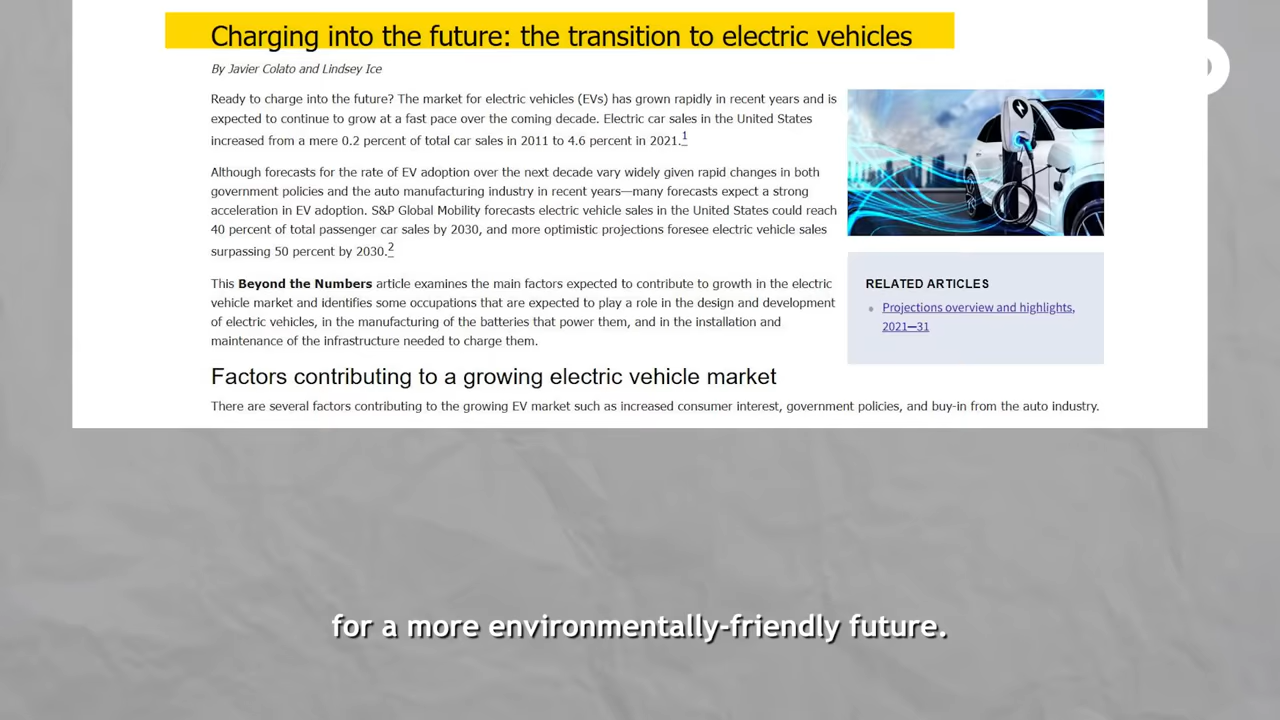 Charging into the future: the transition to electric vehicles
By Javier Colato and Lindsey Ice
Ready to charge into the future? The market for electric vehicles (EVs) has grown rapidly in recent years and is
expected to continue to grow at a fast pace over the coming decade. Electric car sales in the United States
increased from a mere 0.2 percent of total car sales in 2011 to 4.6 percent in 2021.1
Although forecasts for the rate of EV adoption over the next decade vary widely given rapid changes in both
government policies and the auto manufacturing industry in recent years—many forecasts expect a strong
acceleration in EV adoption. S&P Global Mobility forecasts electric vehicle sales in the United States could reach
40 percent of total passenger car sales by 2030, and more optimistic projections foresee electric vehicle sales
surpassing 50 percent by 2030.2
This Beyond the Numbers article examines the main factors expected to contribute to growth in the electric
vehicle market and identifies some occupations that are expected to play a role in the design and development
of electric vehicles, in the manufacturing of the batteries that power them, and in the installation and
maintenance of the infrastructure needed to charge them.
RELATED ARTICLES
Projections overview and highlights,
2021—31
Factors contributing to a growing electric vehicle market
There are several factors contributing to the growing EV market such as increased consumer interest, government policies, and buy-in from the auto industry.
for a more environmentally-friendly future.